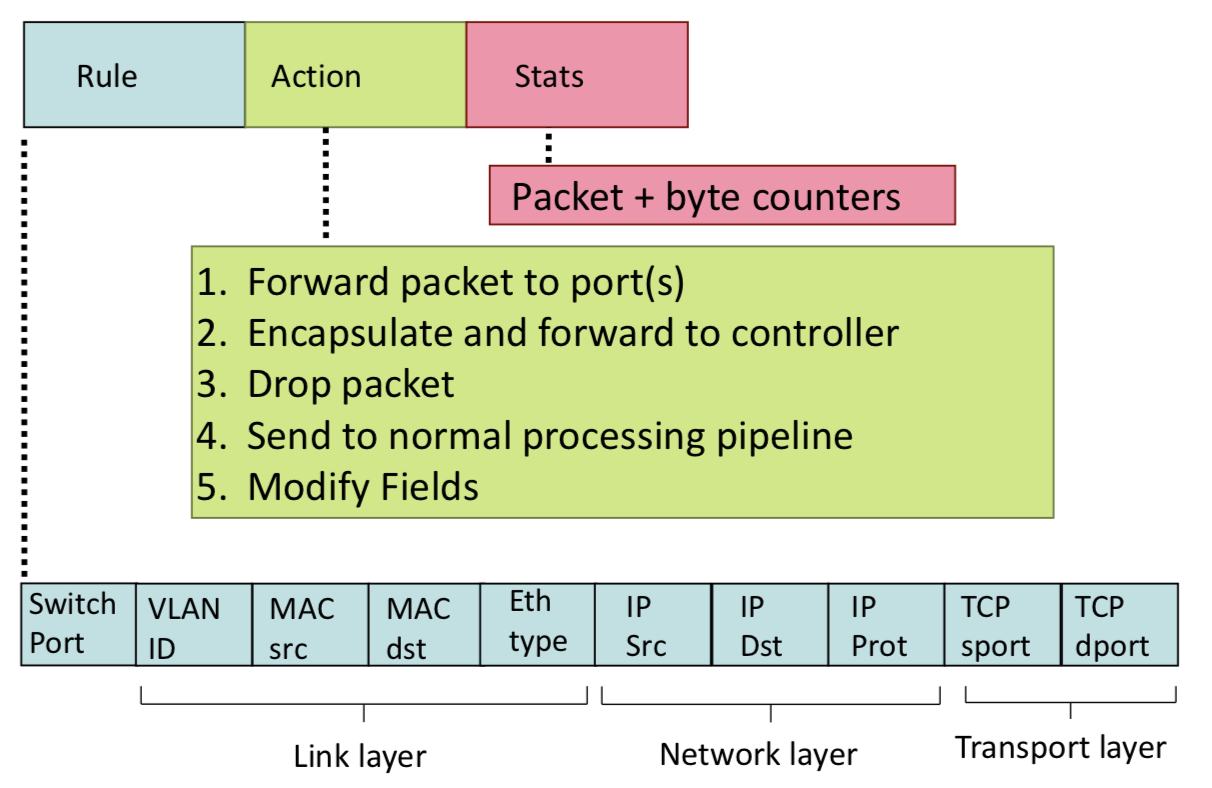 Rule Action Stats
Packet + byte counters
1. Forward packet to port(s)
2. Encapsulate and forward to controller
3. Drop packet
4. Send to normal processing pipeline
5. Modify Fields
Switch Port
VLAN ID
MAC src
MAC dst
Eth type
IP Src
IP Dst
IP Prot
TCP sport
TCP dport
Link layer
Network layer
Transport layer